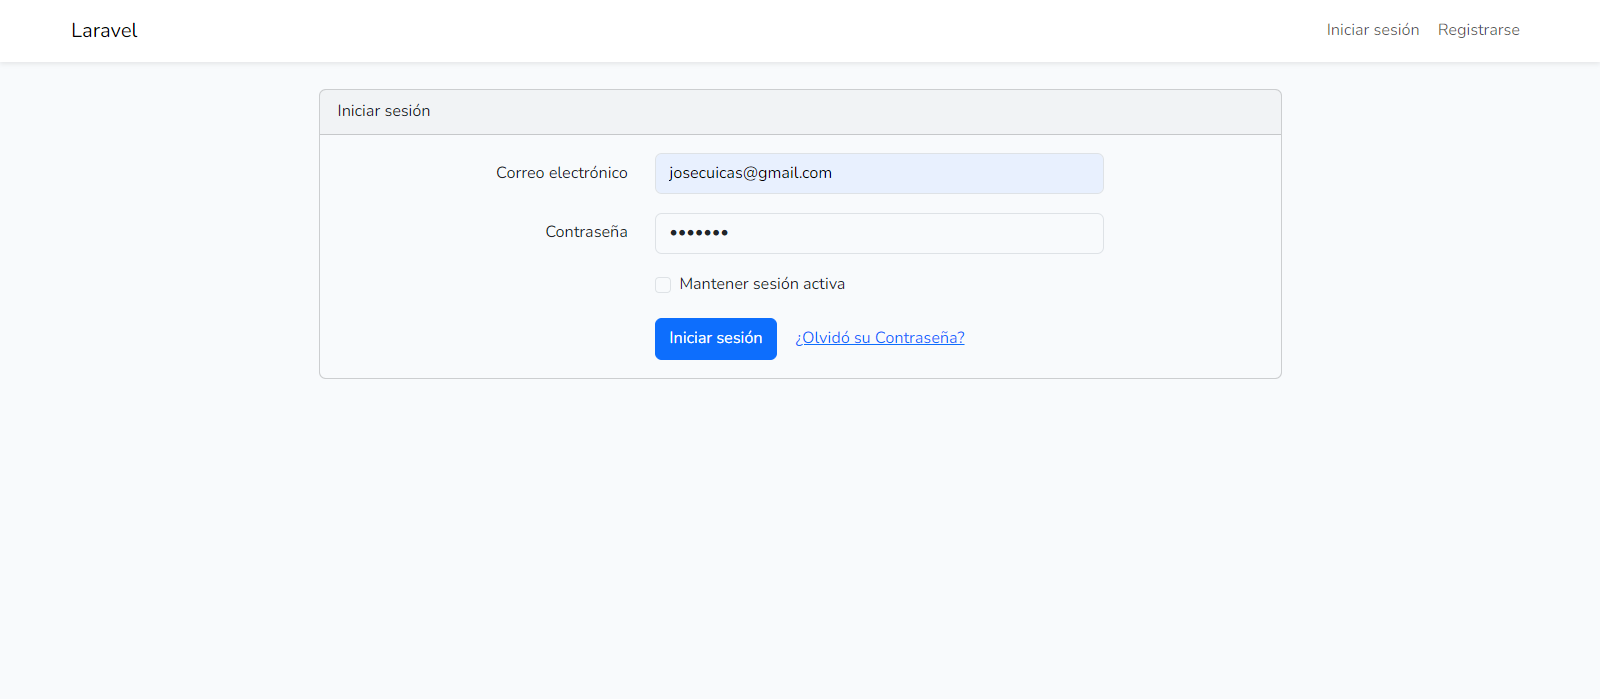 Laravel
Iniciar sesión Registrarse
Iniciar sesión
Correo electrónico josecuicas@gmail.com
Contraseña •••••••
Mantener sesión activa
Iniciar sesión ¿Olvidó su Contraseña?